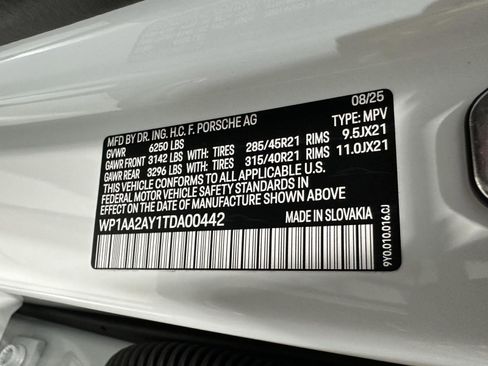 08/25
MFD BY DR. ING. H.C. F. PORSCHE AG TYPE: MPV
GVWR 6250 LBS
GAWR FRONT 3142 LBS WITH: TIRES 285/45R21 RIMS 9.5JX21
GAWR REAR 3296 LBS WITH: TIRES 315/40R21 RIMS 11.0JX21
THIS VEHICLE CONFORMS TO ALL APPLICABLE U.S.
FEDERAL MOTOR VEHICLE SAFETY STANDARDS IN
EFFECT ON THE DATE OF MANUFACTURE SHOWN ABOVE
WP1AA2AY1TDA00442 MADE IN SLOVAKIA
9Y0.010.016.DJ